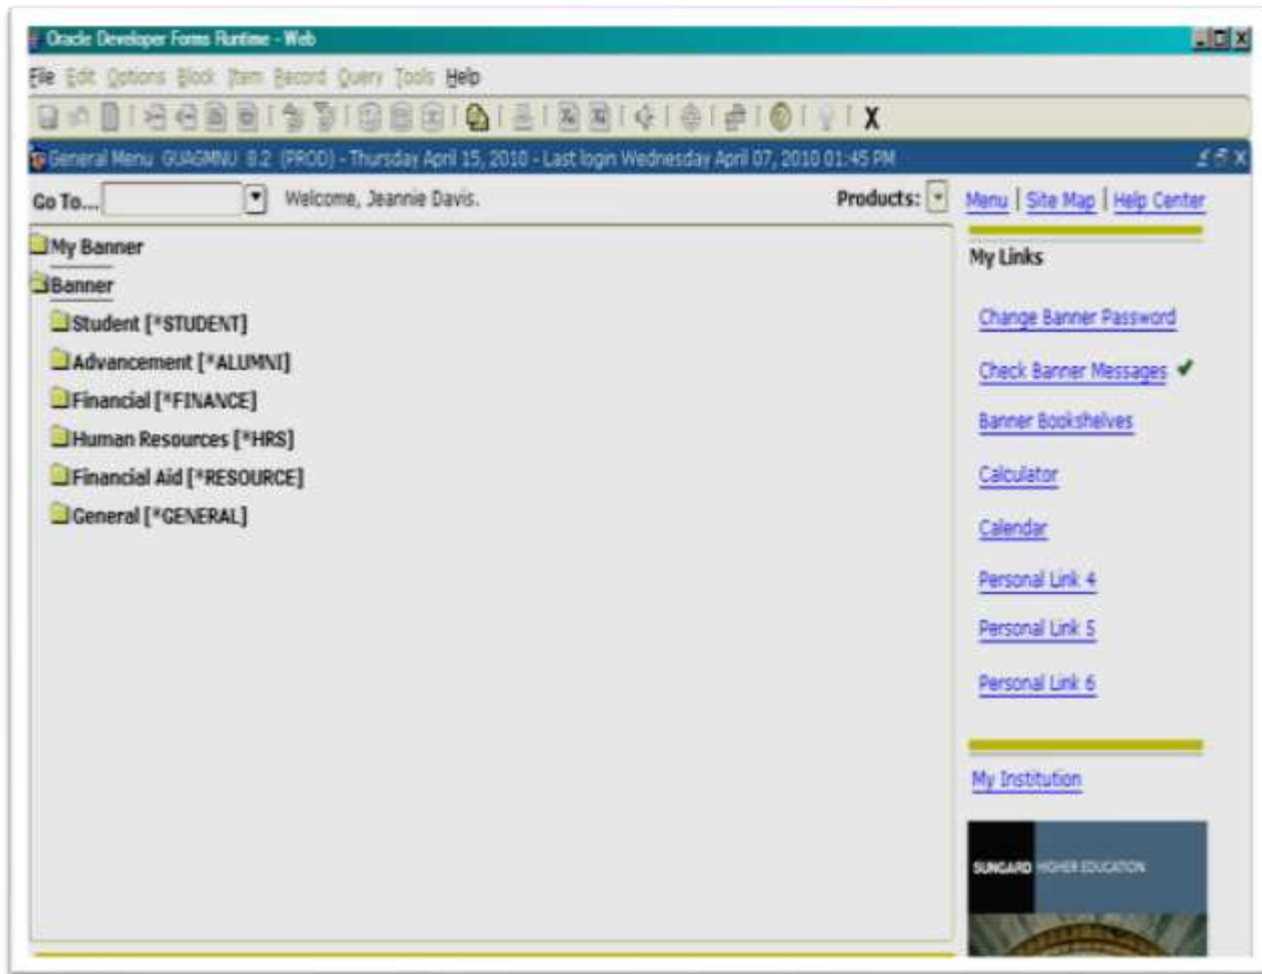 Oracle Developer Forms Runtime - Web
File Edit Options Block Item Record Query Tools Help
General Menu GUAGMNU 8.2 (PROD) - Thursday April 15, 2010 - Last login Wednesday April 07, 2010 01:45 PM
Go To... Welcome, Jeannie Davis. Products: Menu | Site Map | Help Center
My Banner
Banner
Student [*STUDENT]
Advancement [*ALUMNI]
Financial [*FINANCE]
Human Resources [*HRS]
Financial Aid [*RESOURCE]
General [*GENERAL]
My Links
Change Banner Password
Check Banner Messages
Banner Bookshelves
Calculator
Calendar
Personal Link 4
Personal Link 5
Personal Link 6
My Institution
SUNGARD HIGHER EDUCATION